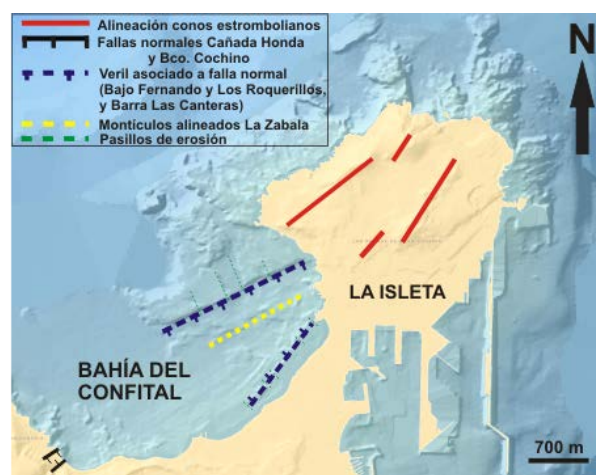 Alineación conos estrombolianos
Fallas normales Cañada Honda
y Bco. Cochino
Veril asociado a falla normal
(Bajo Fernando y Los Roquerillos,
y Barra Las Canteras)
Montículos alineados La Zabala
Pasillos de erosión
N
LA ISLETA
BAHÍA DEL
CONFITAL
700 m